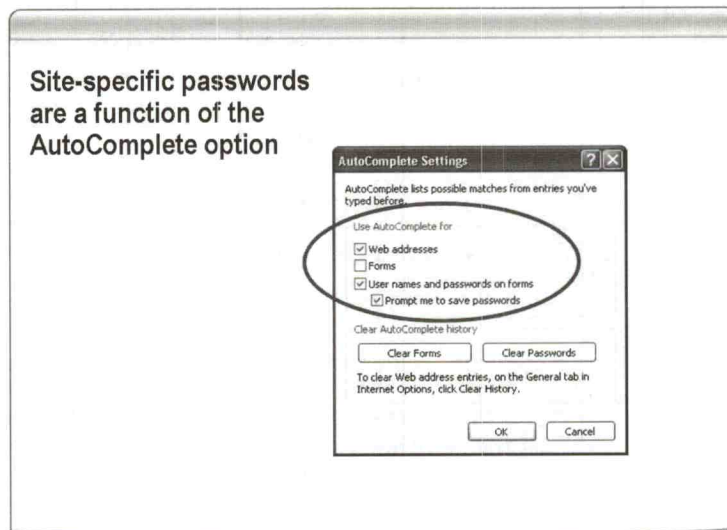 Site-specific passwords
are a function of the
AutoComplete option
AutoComplete Settings
AutoComplete lists possible matches from entries you've
typed before.
Use AutoComplete for
Web addresses
Forms
User names and passwords on forms
Prompt me to save passwords
Clear AutoComplete history
Clear Forms Clear Passwords
To clear Web address entries, on the General tab in
Internet Options, click Clear History.
OK Cancel